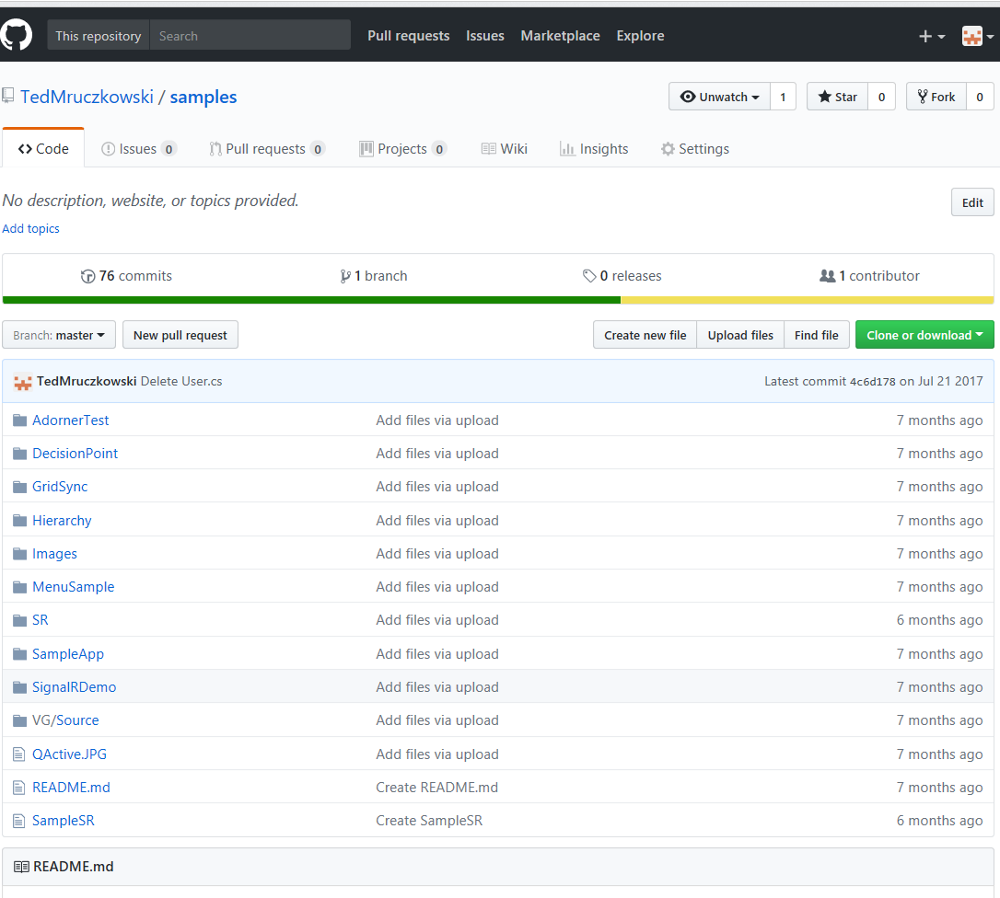 This repository Search Pull requests Issues Marketplace Explore
TedMruczkowski / samples Unwatch 1 Star 0 Fork 0
Code Issues 0 Pull requests 0 Projects 0 Wiki Insights Settings
No description, website, or topics provided. Edit
Add topics
76 commits 1 branch 0 releases 1 contributor
Branch: master New pull request Create new file Upload files Find file Clone or download
TedMruczkowski Delete User.cs Latest commit 4c6d178 on Jul 21 2017
AdornerTest Add files via upload 7 months ago
DecisionPoint Add files via upload 7 months ago
GridSync Add files via upload 7 months ago
Hierarchy Add files via upload 7 months ago
Images Add files via upload 7 months ago
MenuSample Add files via upload 7 months ago
SR Add files via upload 6 months ago
SampleApp Add files via upload 7 months ago
SignalRDemo Add files via upload 7 months ago
VG/Source Add files via upload 7 months ago
QActive.JPG Add files via upload 7 months ago
README.md Create README.md 7 months ago
SampleSR Create SampleSR 6 months ago
README.md